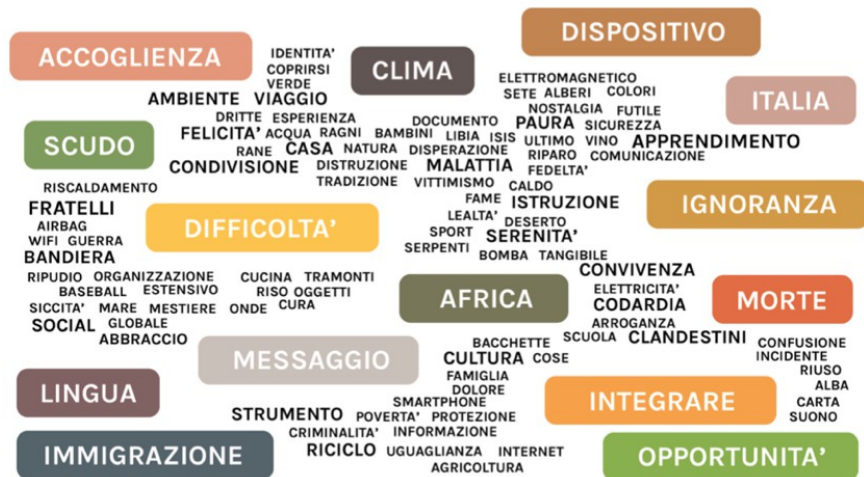 ACCOGLIENZA
DISPOSITIVO
IDENTITA'
COPRIRSI
VERDE
CLIMA
ELETTROMAGNETICO
SETE ALBERI COLORI
ITALIA
AMBIENTE VIAGGIO
NOSTALGIA FUTILE
DRITTE ESPERIENZA
DOCUMENTO PAURA SICUREZZA
SCUDO
FELICITA' ACQUA RAGNI BAMBINI LIBIA ISIS ULTIMO VINO APPRENDIMENTO
RANE CASA NATURA DISPERAZIONE RIPARO COMUNICAZIONE
CONDIVISIONE DISTRUZIONE MALATTIA FEDELTA'
TRADIZIONE VITTIMISMO CALDO
RISCALDAMENTO
FAME ISTRUZIONE
IGNORANZA
FRATELLI
DIFFICOLTA'
LEALTA' DESERTO
AIRBAG
SPORT SERENITA'
WIFI GUERRA
SERPENTI
BANDIERA
BOMBA TANGIBILE
CONVIVENZA
RIPUDIO ORGANIZZAZIONE
CUCINA TRAMONTI
BASEBALL ESTENSIVO
RISO OGGETTI
AFRICA
ELETTRICITA'
CODARDIA
MORTE
SICCITA' MARE MESTIERE ONDE CURA
SOCIAL GLOBALE
ARROGANZA
ABBRACCIO
SCUOLA CLANDESTINI
MESSAGGIO
BACCHETTE
CONFUSIONE
CULTURA COSE
INCIDENTE
FAMIGLIA
RIUSO
DOLORE
ALBA
LINGUA
SMARTPHONE
INTEGRARE
CARTA
STRUMENTO POVERTA' PROTEZIONE
SUONO
CRIMINALITA' INFORMAZIONE
IMMIGRAZIONE
RICICLO UGUAGLIANZA INTERNET
OPPORTUNITA'
AGRICOLTURA